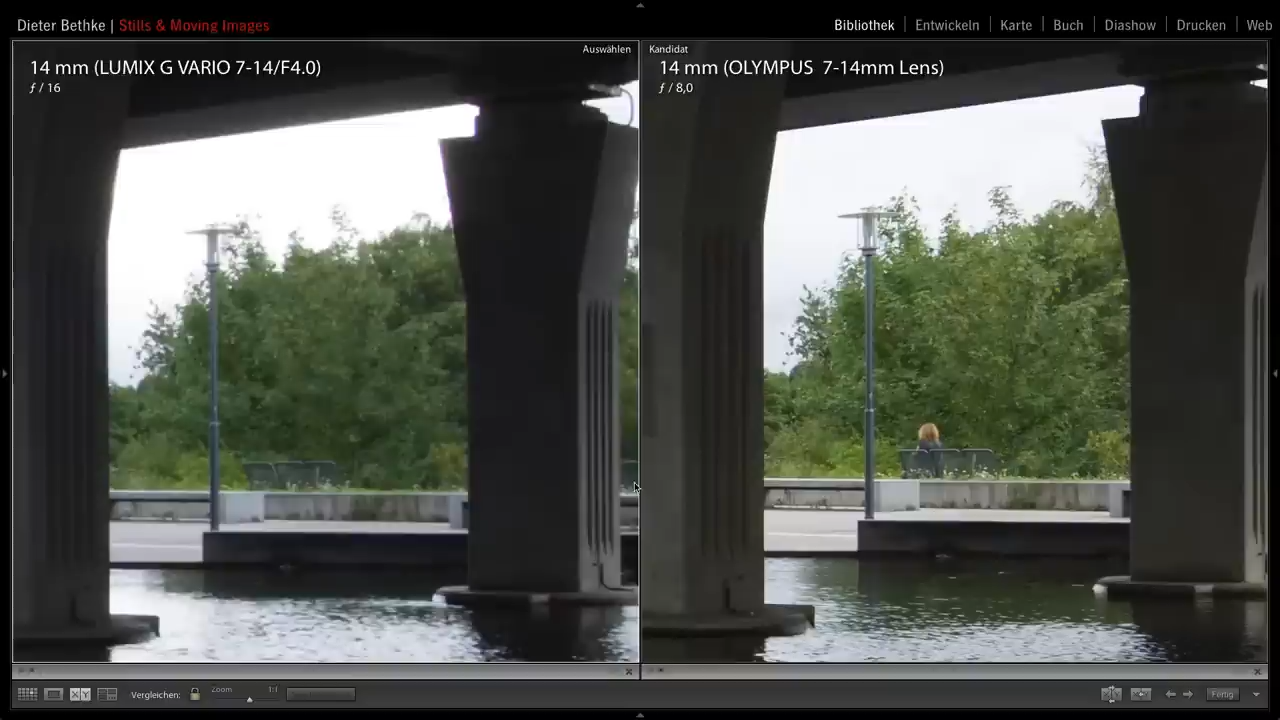 Dieter Bethke | Stills & Moving Images
Bibliothek | Entwickeln | Karte | Buch | Diashow | Drucken | Web
Auswählen
14 mm (LUMIX G VARIO 7-14/F4.0)
ƒ / 16
Kandidat
14 mm (OLYMPUS 7-14mm Lens)
ƒ / 8,0
XY
Vergleichen:
Zoom
1:1
Fertig